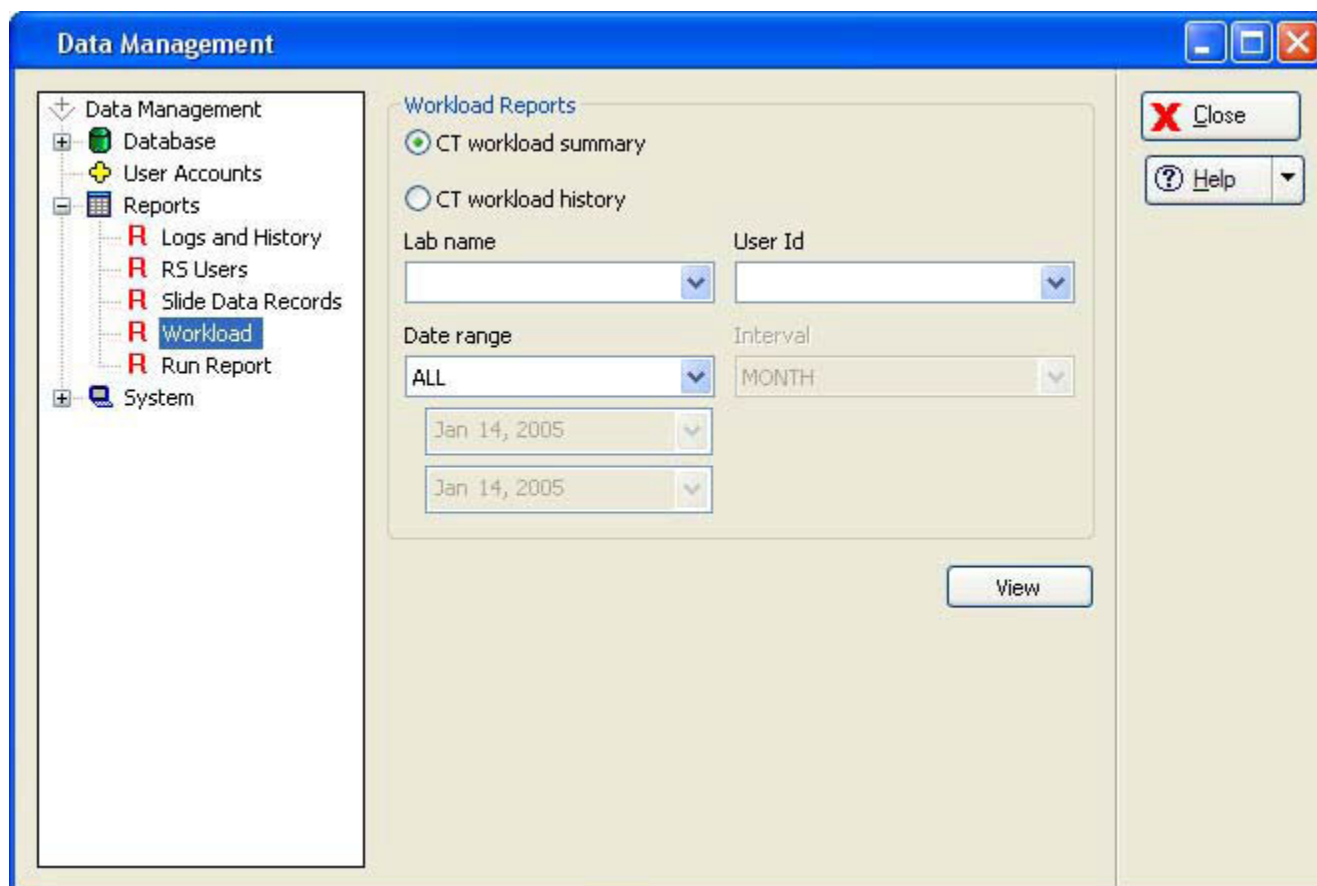 Data Management
Data Management
Database
User Accounts
Reports
R Logs and History
R RS Users
R Slide Data Records
R Workload
R Run Report
System
Workload Reports
CT workload summary
CT workload history
Lab name
User Id
Date range
Interval
ALL
MONTH
Jan 14, 2005
Jan 14, 2005
View
X Close
? Help